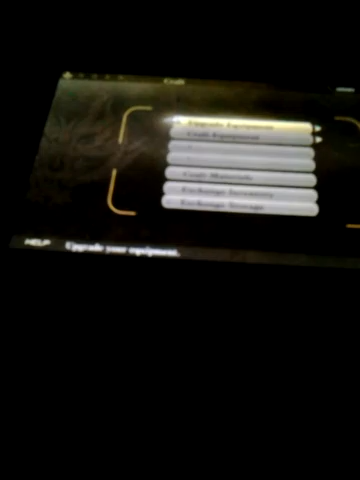 Craft
Upgrade Equipment
Craft Equipment
Craft Materials
Exchange Inventory
Exchange Storage
HELP Upgrade your equipment.